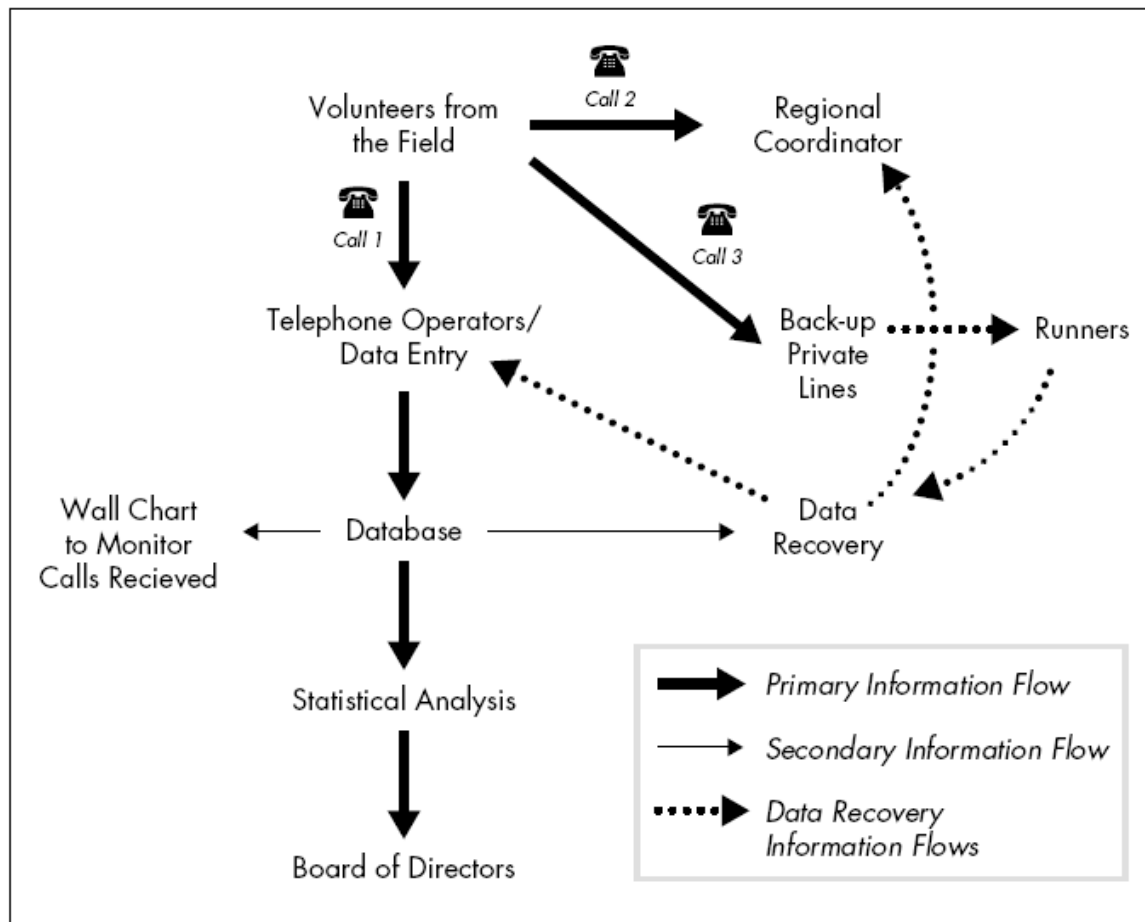 Call 2
Volunteers from
the Field
Regional
Coordinator
Call 1
Call 3
Telephone Operators/
Data Entry
Back-up
Private
Lines
Runners
Wall Chart
to Monitor
Calls Recieved
Database
Data
Recovery
Statistical Analysis
Board of Directors
Primary Information Flow
Secondary Information Flow
Data Recovery
Information Flows